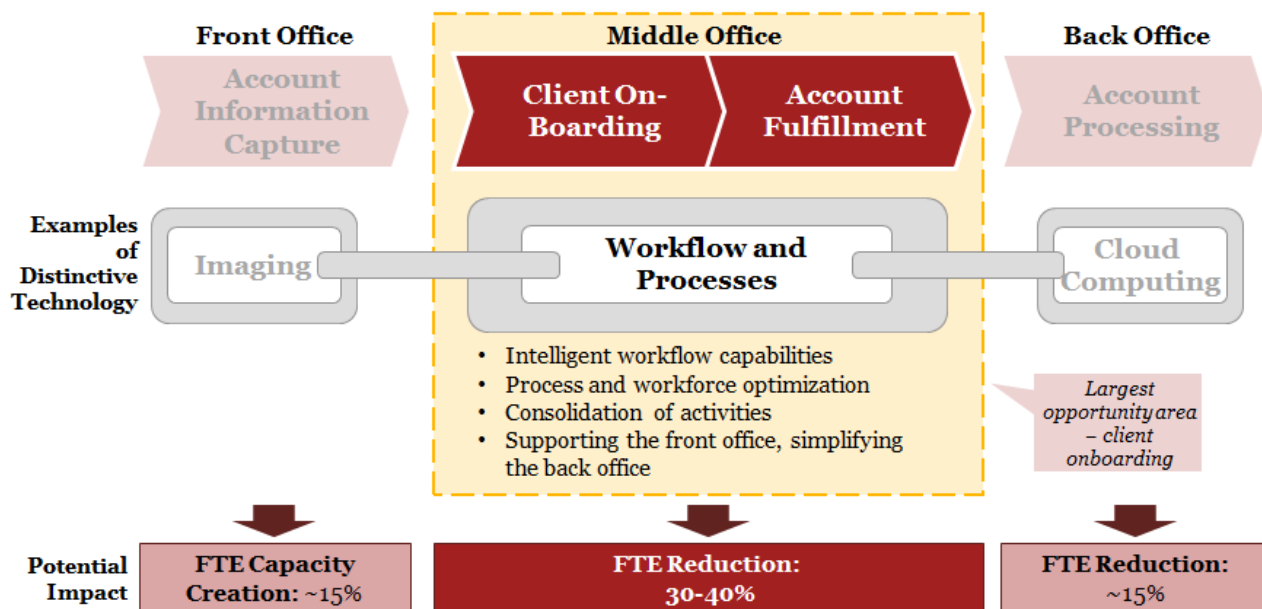 Front Office
Middle Office
Back Office
Account
Information
Capture
Client On-
Boarding
Account
Fulfillment
Account
Processing
Examples
of
Distinctive
Technology
Imaging
Workflow and
Processes
Cloud
Computing
• Intelligent workflow capabilities
• Process and workforce optimization
• Consolidation of activities
• Supporting the front office, simplifying
the back office
Largest
opportunity area
– client
onboarding
Potential
Impact
FTE Capacity
Creation: ~15%
FTE Reduction:
30-40%
FTE Reduction:
~15%